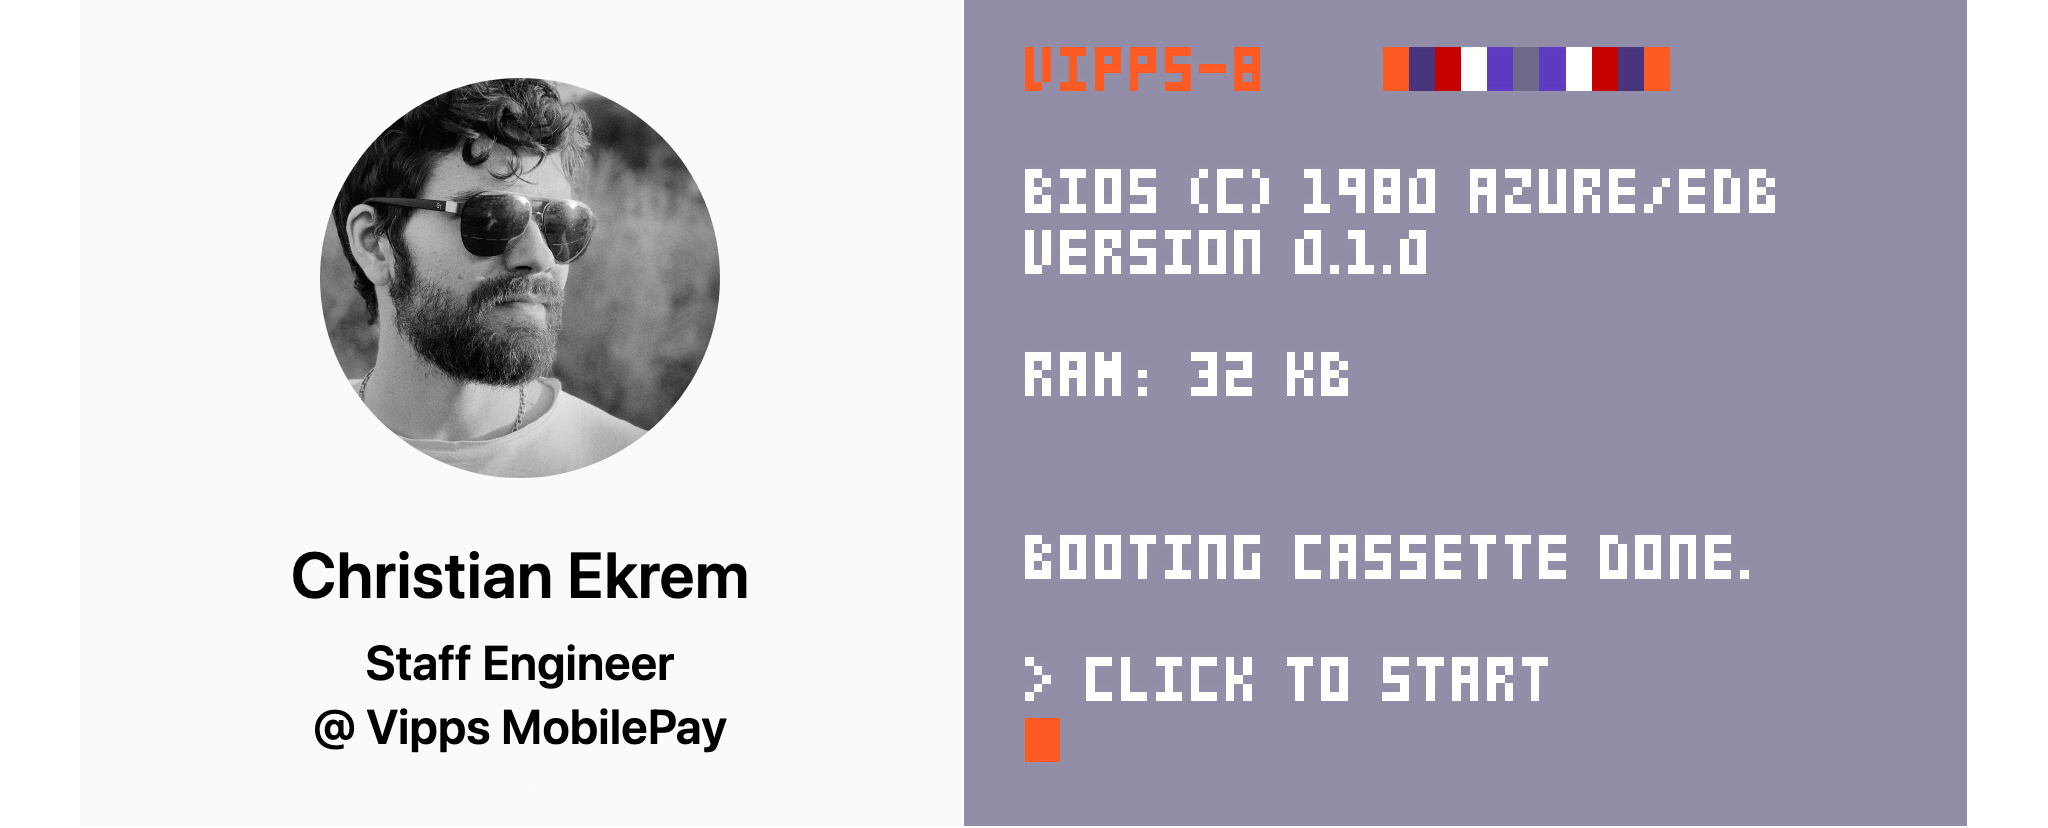 Christian Ekrem
Staff Engineer
@ Vipps MobilePay
VIPPS-8
BIOS (C) 1980 AZURE/EDB
VERSION 0.1.0
RAM: 32 KB
BOOTING CASSETTE DONE.
> CLICK TO START